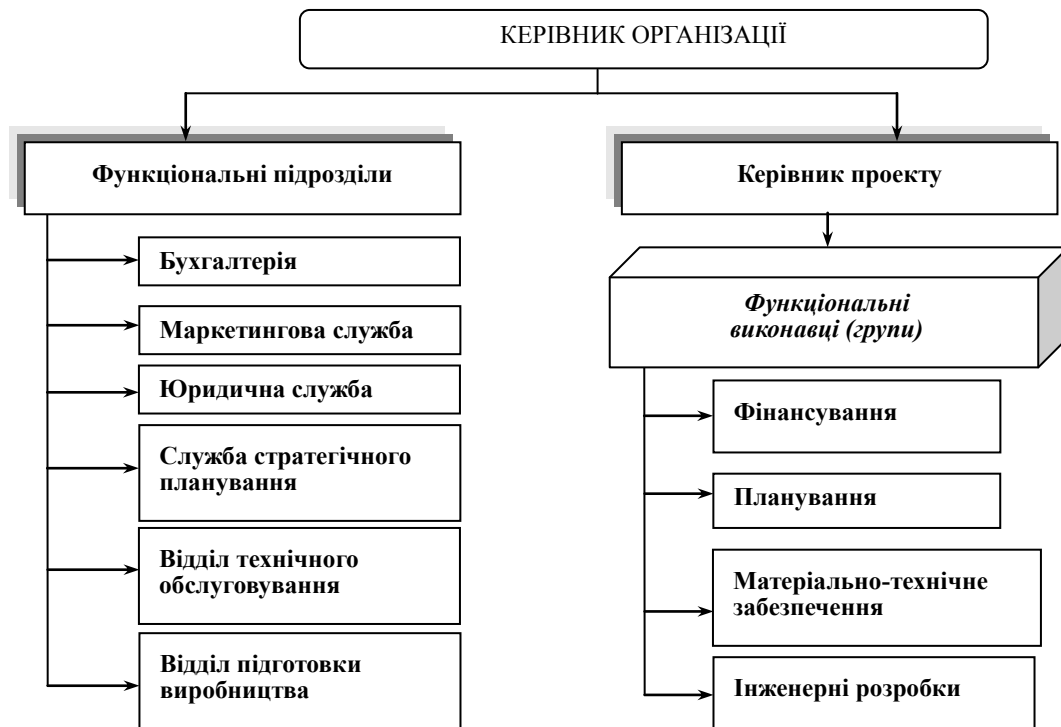 КЕРІВНИК ОРГАНІЗАЦІЇ
Функціональні підрозділи
Бухгалтерія
Маркетингова служба
Юридична служба
Служба стратегічного
планування
Відділ технічного
обслуговування
Відділ підготовки
виробництва
Керівник проекту
Функціональні
виконавці (групи)
Фінансування
Планування
Матеріально-технічне
забезпечення
Інженерні розробки